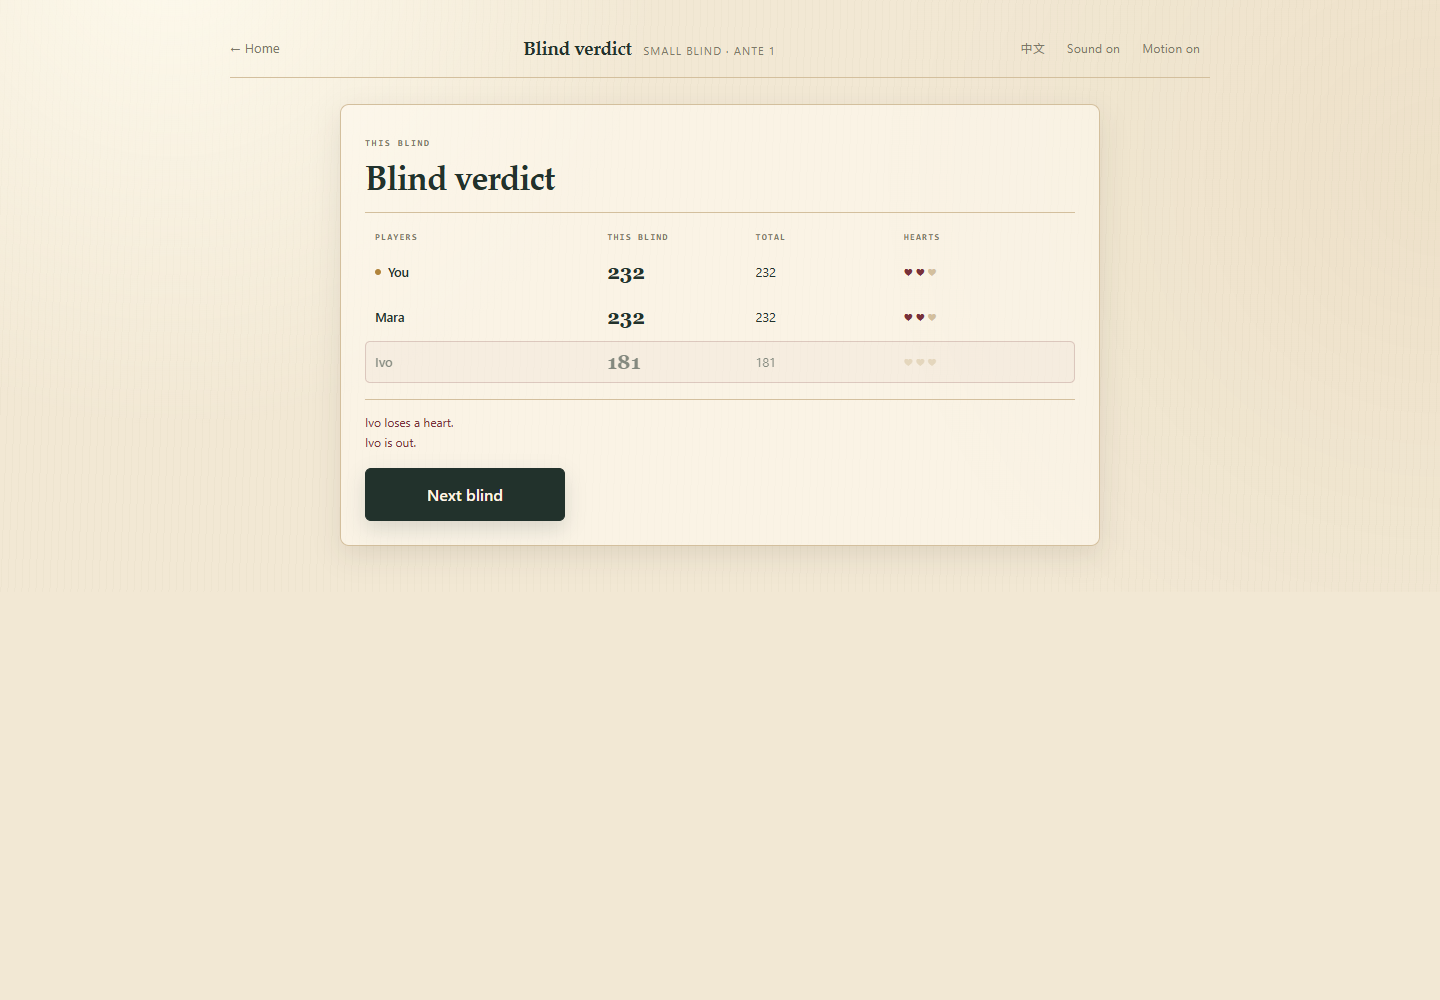 ← Home
Blind verdict SMALL BLIND · ANTE 1
中文 Sound on Motion on
THIS BLIND
Blind verdict
PLAYERS THIS BLIND TOTAL HEARTS
You 232 232
Mara 232 232
Ivo 181 181
Ivo loses a heart.
Ivo is out.
Next blind